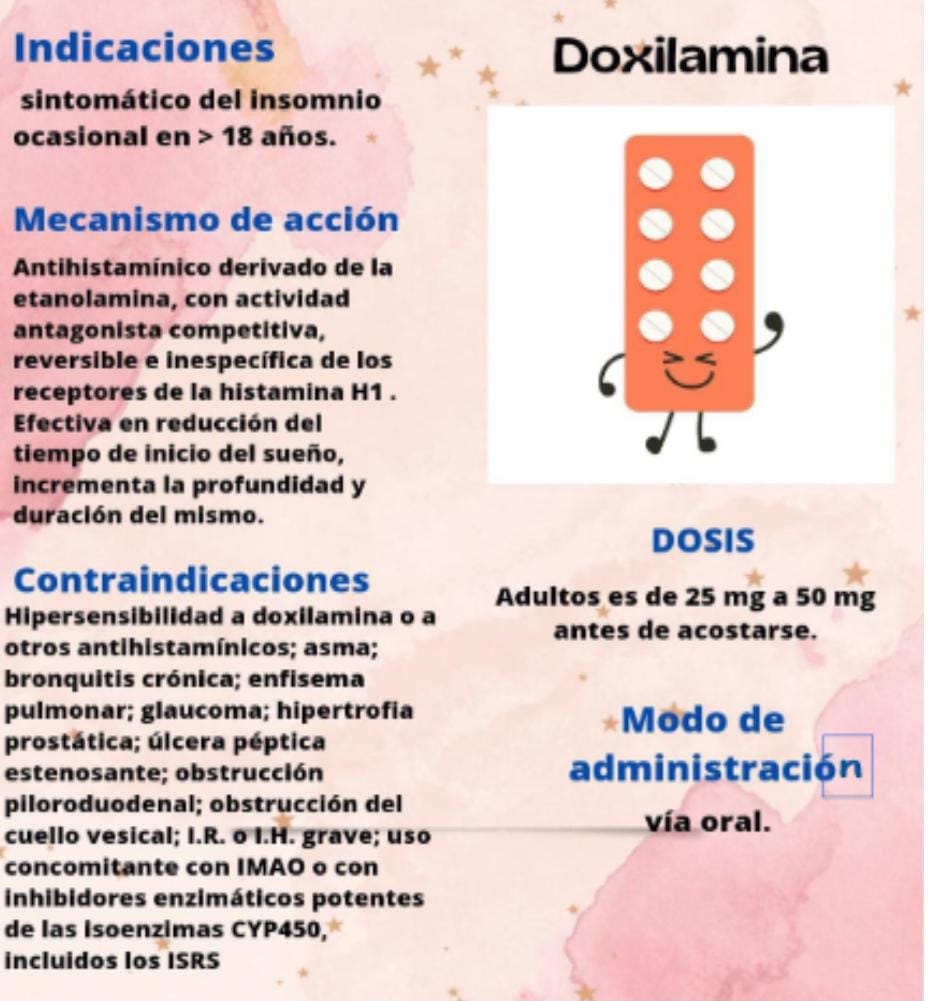 Indicaciones
sintomático del insomnio
ocasional en > 18 años.
Mecanismo de acción
Antihistamínico derivado de la
etanolamina, con actividad
antagonista competitiva,
reversible e inespecífica de los
receptores de la histamina H1 .
Efectiva en reducción del
tiempo de inicio del sueño,
incrementa la profundidad y
duración del mismo.
Contraindicaciones
Hipersensibilidad a doxilamina o a
otros antihistamínicos; asma;
bronquitis crónica; enfisema
pulmonar; glaucoma; hipertrofia
prostática; úlcera péptica
estenosante; obstrucción
piloroduodenal; obstrucción del
cuello vesical; I.R. o I.H. grave; uso
concomitante con IMAO o con
inhibidores enzimáticos potentes
de las isoenzimas CYP450,
incluidos los ISRS
Doxilamina
DOSIS
Adultos es de 25 mg a 50 mg
antes de acostarse.
Modo de
administración
vía oral.